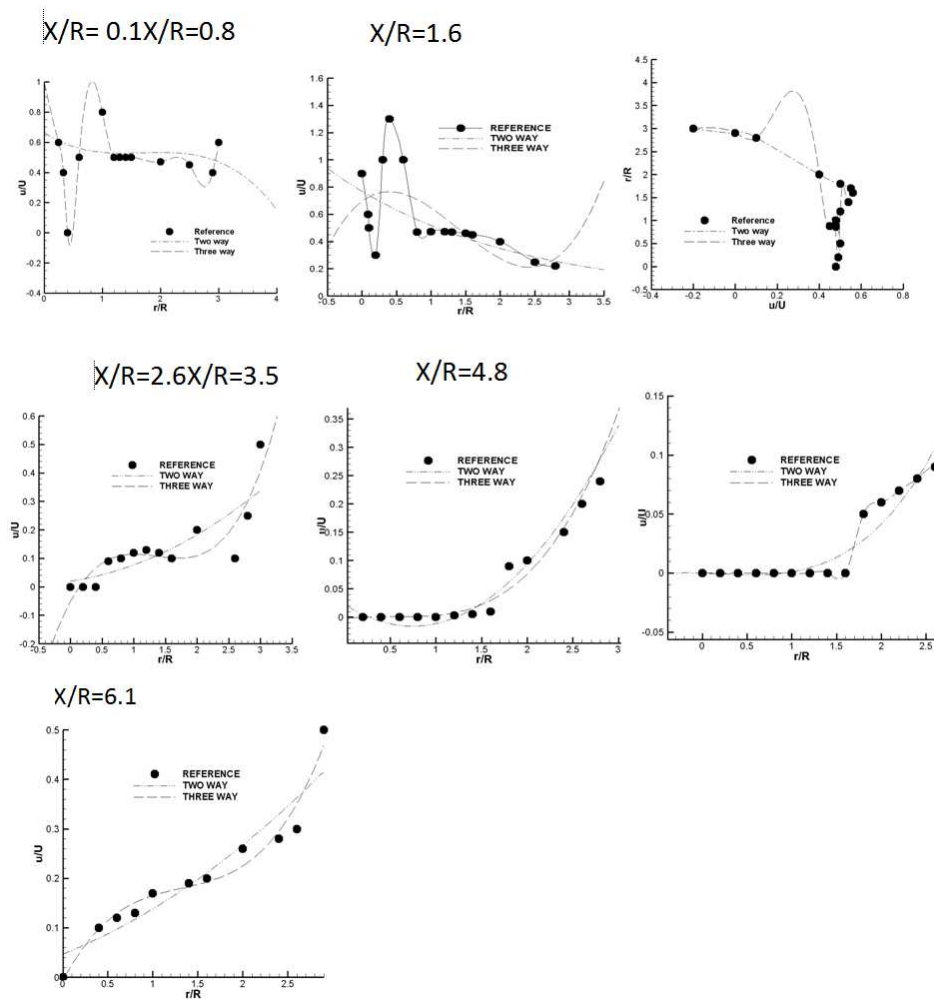 X/R= 0.1X/R=0.8
X/R=1.6
1
0.8
0.6
0.4
0.2
0
-0.2
-0.4
u/U
Reference
Two way
Three way
0 1 2 3 4
r/R
1.6
1.4
1.2
1
0.8
0.6
0.4
0.2
0
u/U
REFERENCE
TWO WAY
THREE WAY
-0.5 0 0.5 1 1.5 2 2.5 3 3.5
r/R
4.5
4
3.5
3
2.5
2
1.5
1
0.5
0
-0.5
r/R
Reference
Two way
Three way
-0.4 -0.2 0 0.2 0.4 0.6 0.8
u/U
X/R=2.6X/R=3.5
X/R=4.8
0.6
0.5
0.4
0.3
0.2
0.1
0
-0.1
-0.2
u/U
REFERENCE
TWO WAY
THREE WAY
-0.5 0 0.5 1 1.5 2 2.5 3 3.5
r/R
0.35
0.3
0.25
0.2
0.15
0.1
0.05
0
u/U
REFERENCE
TWO WAY
THREE WAY
0.5 1 1.5 2 2.5 3
r/R
0.15
0.1
0.05
0
-0.05
u/U
REFERENCE
TWO WAY
THREE WAY
0 0.5 1 1.5 2 2.5
r/R
X/R=6.1
0.5
0.4
0.3
0.2
0.1
0
u/U
REFERENCE
TWO WAY
THREE WAY
0 0.5 1 1.5 2 2.5
r/R